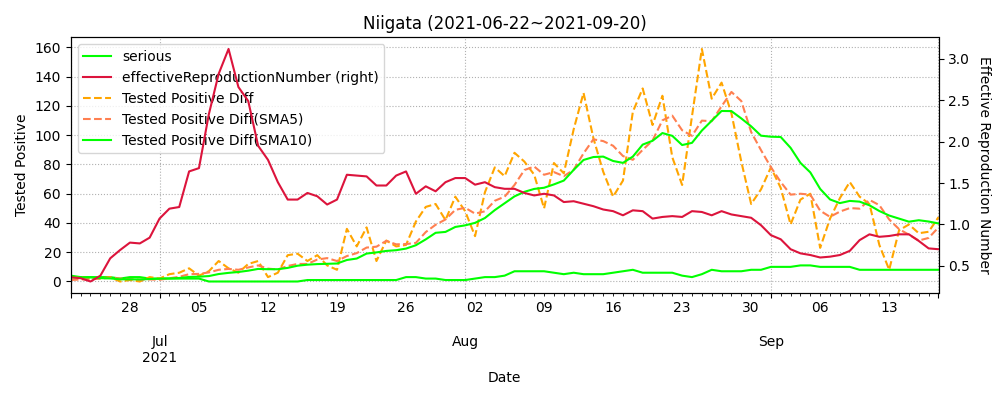 Niigata (2021-06-22~2021-09-20)
serious
effectiveReproductionNumber (right)
Tested Positive Diff
Tested Positive Diff(SMA5)
Tested Positive Diff(SMA10)
Tested Positive
160
140
120
100
80
60
40
20
0
3.0
2.5
2.0
1.5
1.0
0.5
Effective Reproduction Number
28 05 12 19 26 02 09 16 23 30 06 13
Jul Aug Sep
2021
Date